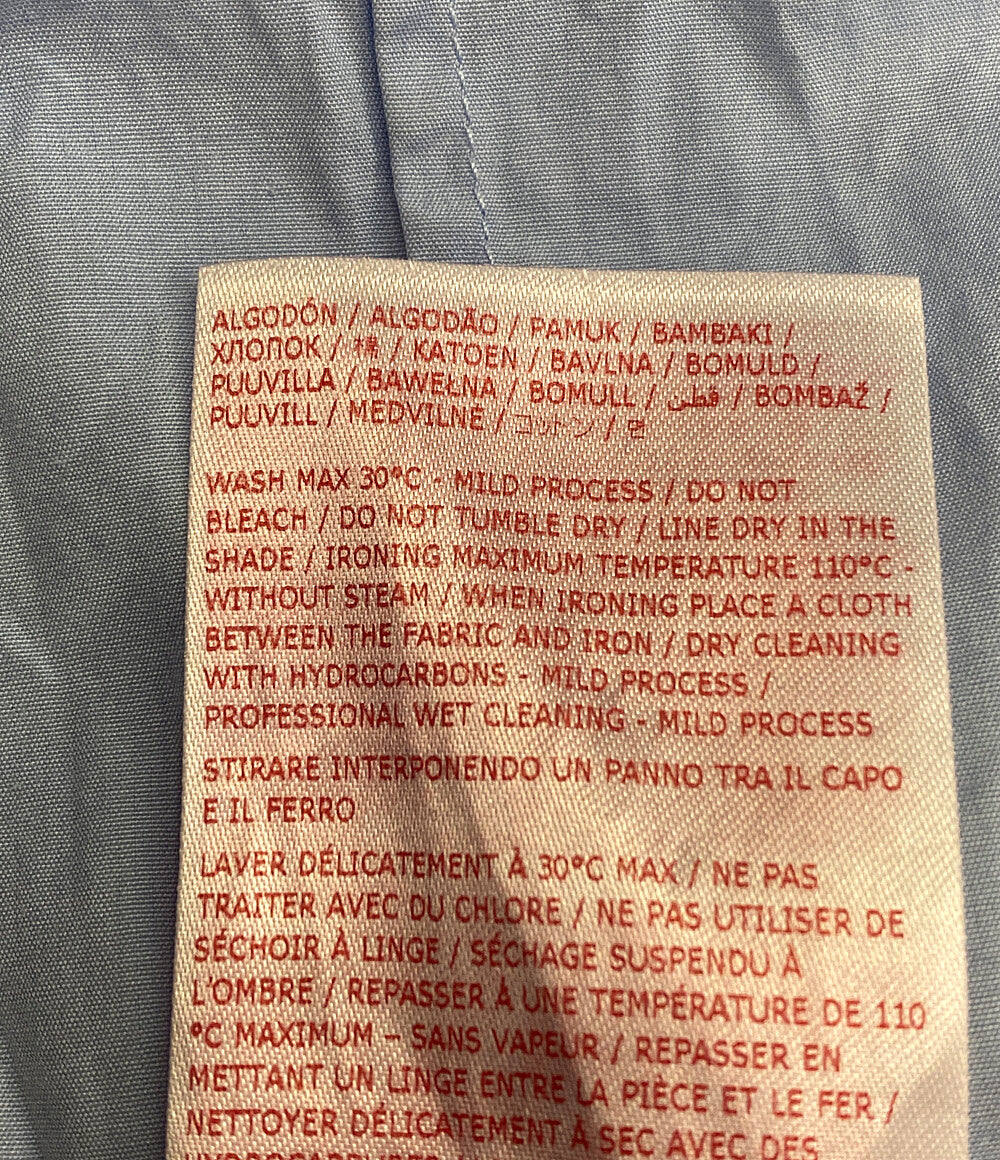 ALGODÓN / ALGODÃO / PAMUK / BAMBAKI /
ХЛОПОК / 棉 / KATOEN / BAVLNA / BOMULD /
PUUVILLA / BAWEŁNA / BOMULL / قطن / BOMBAŽ /
PUUVILL / MEDVILNĖ / コットン / 면
WASH MAX 30°C - MILD PROCESS / DO NOT
BLEACH / DO NOT TUMBLE DRY / LINE DRY IN THE
SHADE / IRONING MAXIMUM TEMPERATURE 110°C -
WITHOUT STEAM / WHEN IRONING PLACE A CLOTH
BETWEEN THE FABRIC AND IRON / DRY CLEANING
WITH HYDROCARBONS - MILD PROCESS /
PROFESSIONAL WET CLEANING - MILD PROCESS
STIRARE INTERPONENDO UN PANNO TRA IL CAPO
E IL FERRO
LAVER DÉLICATEMENT À 30°C MAX / NE PAS
TRAITER AVEC DU CHLORE / NE PAS UTILISER DE
SÉCHOIR À LINGE / SÉCHAGE SUSPENDU À
L'OMBRE / REPASSER À UNE TEMPÉRATURE DE 110
°C MAXIMUM – SANS VAPEUR / REPASSER EN
METTANT UN LINGE ENTRE LA PIÈCE ET LE FER /
NETTOYER DÉLICATEMENT À SEC AVEC DES